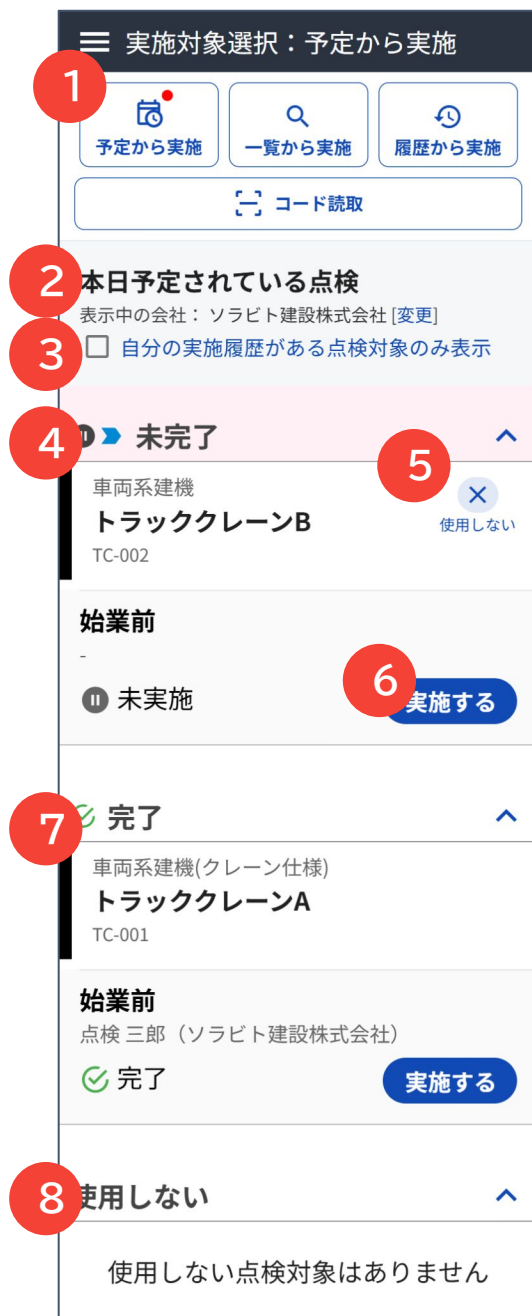 実施対象選択：予定から実施
1
予定から実施
一覧から実施
履歴から実施
コード読取
2
本日予定されている点検
表示中の会社： ソラビト建設株式会社 [変更]
3
自分の実施履歴がある点検対象のみ表示
4
未完了
5
車両系建機
トラッククレーンB
使用しない
TC-002
始業前
-
6
未実施
実施する
7
完了
車両系建機(クレーン仕様)
トラッククレーンA
TC-001
始業前
点検 三郎（ソラビト建設株式会社）
完了
実施する
8
使用しない
使用しない点検対象はありません